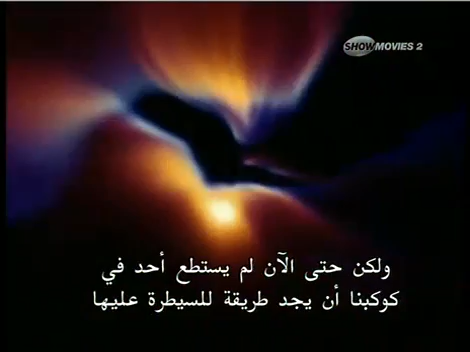 SHOWMOVIES 2
ولكن حتى الآن لم يستطع أحد في
كوكبنا أن يجد طريقة للسيطرة عليها